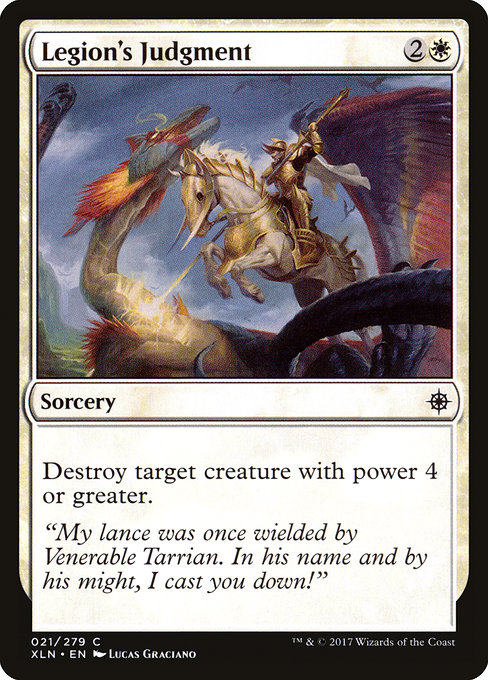 Legion's Judgment 2
Sorcery
Destroy target creature with power 4
or greater.
“My lance was once wielded by
Venerable Tarrian. In his name and by
his might, I cast you down!”
021/279 C
XLN • EN LUCAS GRACIANO
™ & © 2017 Wizards of the Coast